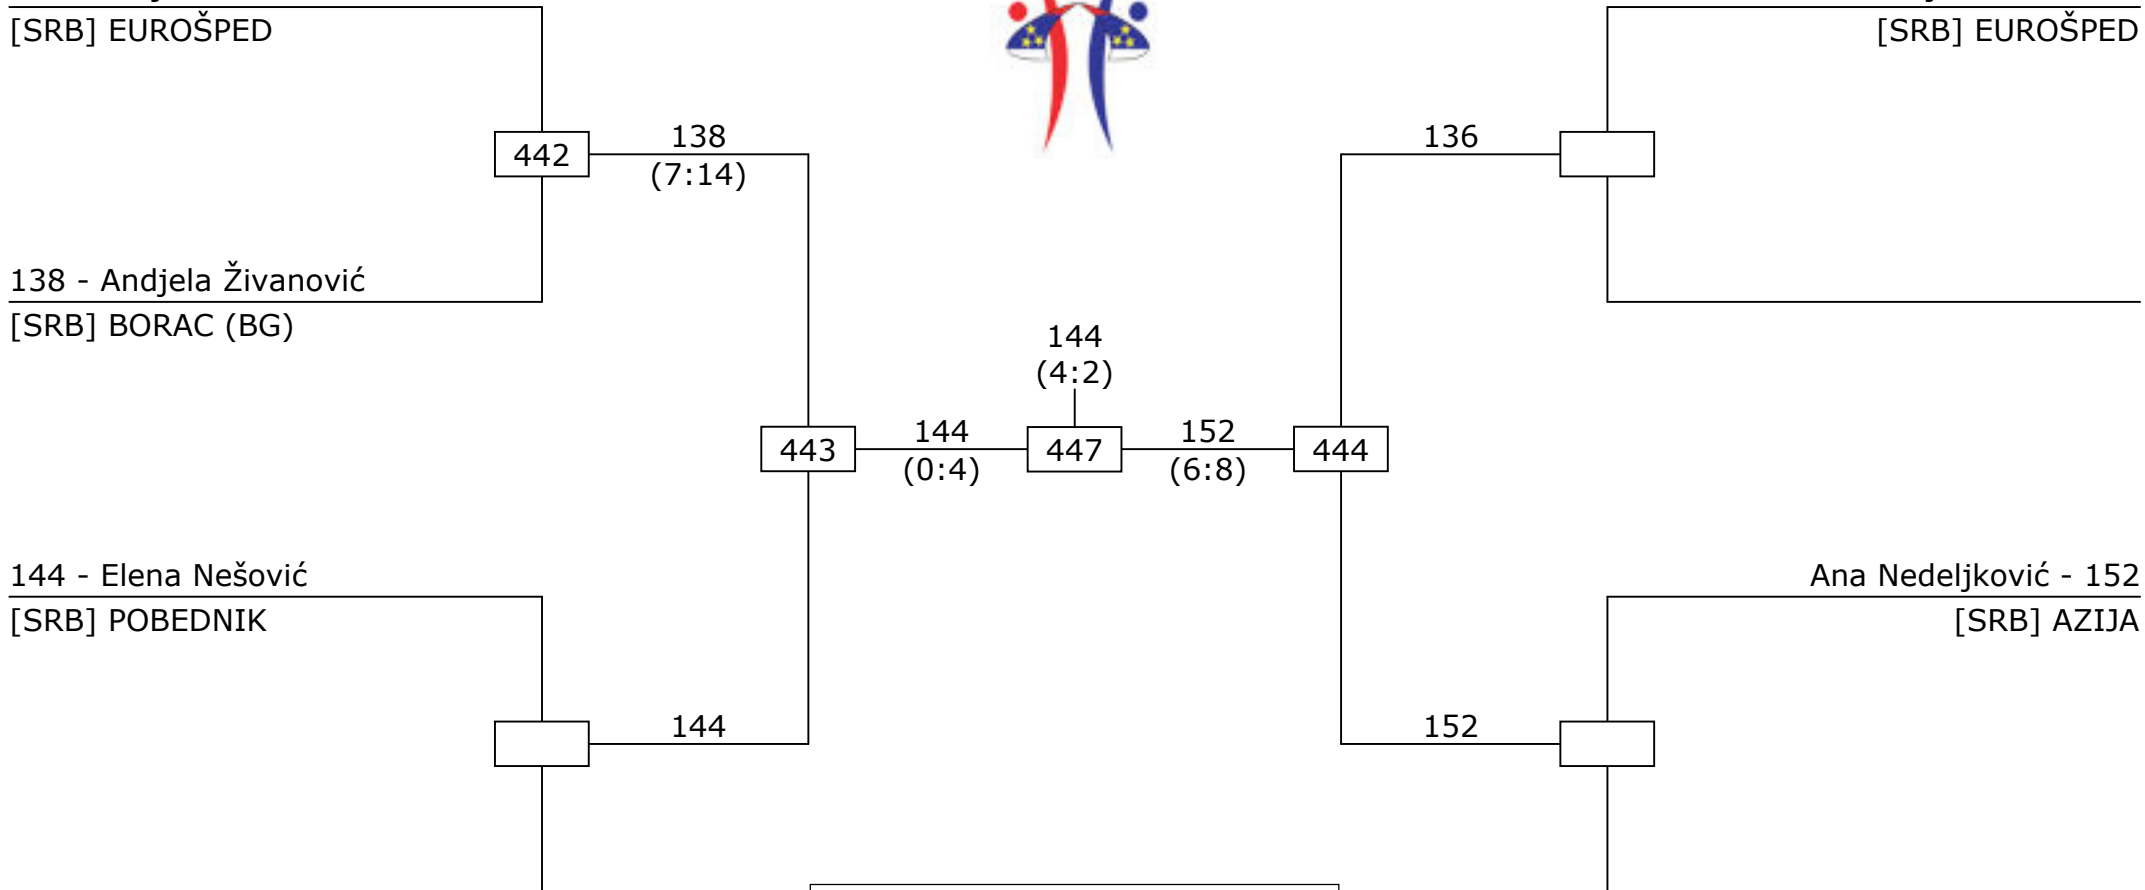 [SRB] EUROŠPED
[SRB] EUROŠPED
442
138
(7:14)
136
138 - Andjela Živanović
[SRB] BORAC (BG)
144
(4:2)
443
144
(0:4)
447
152
(6:8)
444
144 - Elena Nešović
[SRB] POBEDNIK
Ana Nedeljković - 152
[SRB] AZIJA
144
152